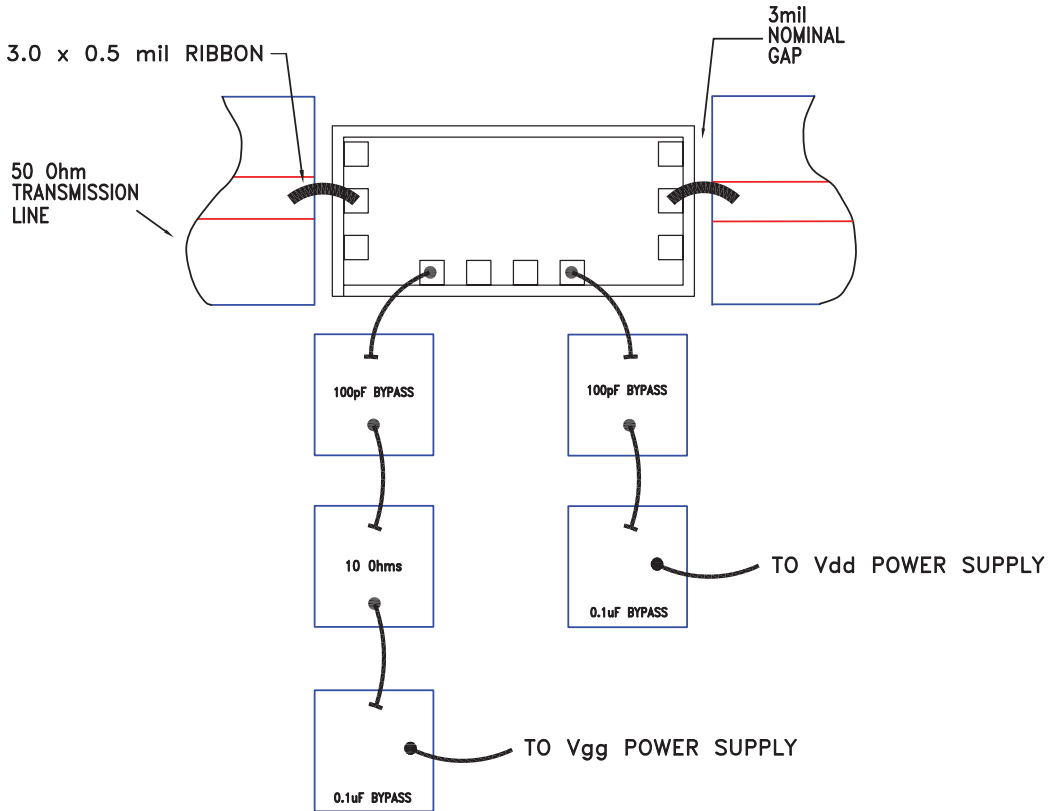 3mil
NOMINAL
GAP
3.0 x 0.5 mil RIBBON
50 Ohm
TRANSMISSION
LINE
100pF BYPASS
100pF BYPASS
10 Ohms
TO Vdd POWER SUPPLY
0.1uF BYPASS
TO Vgg POWER SUPPLY
0.1uF BYPASS